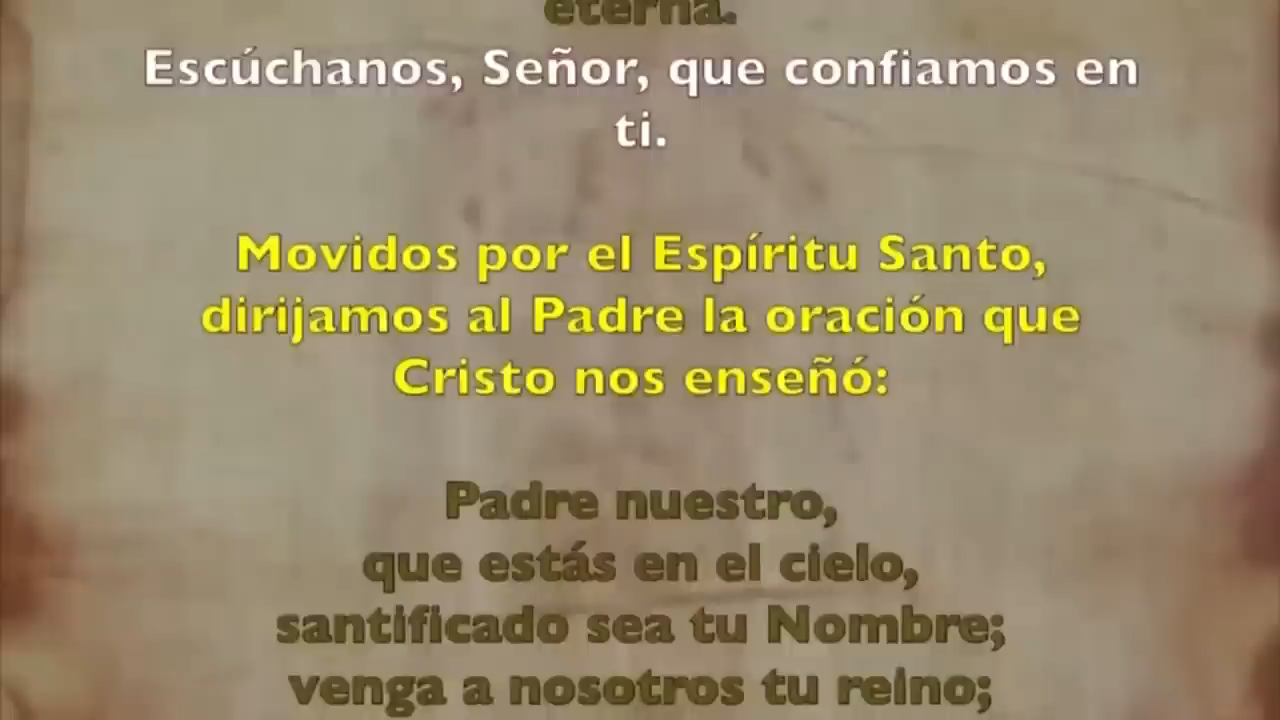 eterna.
Escúchanos, Señor, que confiamos en
ti.
Movidos por el Espíritu Santo,
dirijamos al Padre la oración que
Cristo nos enseñó:
Padre nuestro,
que estás en el cielo,
santificado sea tu Nombre;
venga a nosotros tu reino;